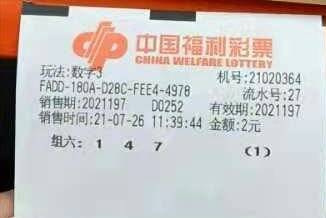 中国福利彩票
CHINA WELFARE LOTTERY
玩法:数字3 机号:21020364
FADD-180A-D28C-FEE4-4978 流水号:27
销售期:2021197 D0252 有效期:2021197
销售时间:21-07-26 11:39:44 金额:2元
组六: 1 4 7 (1)